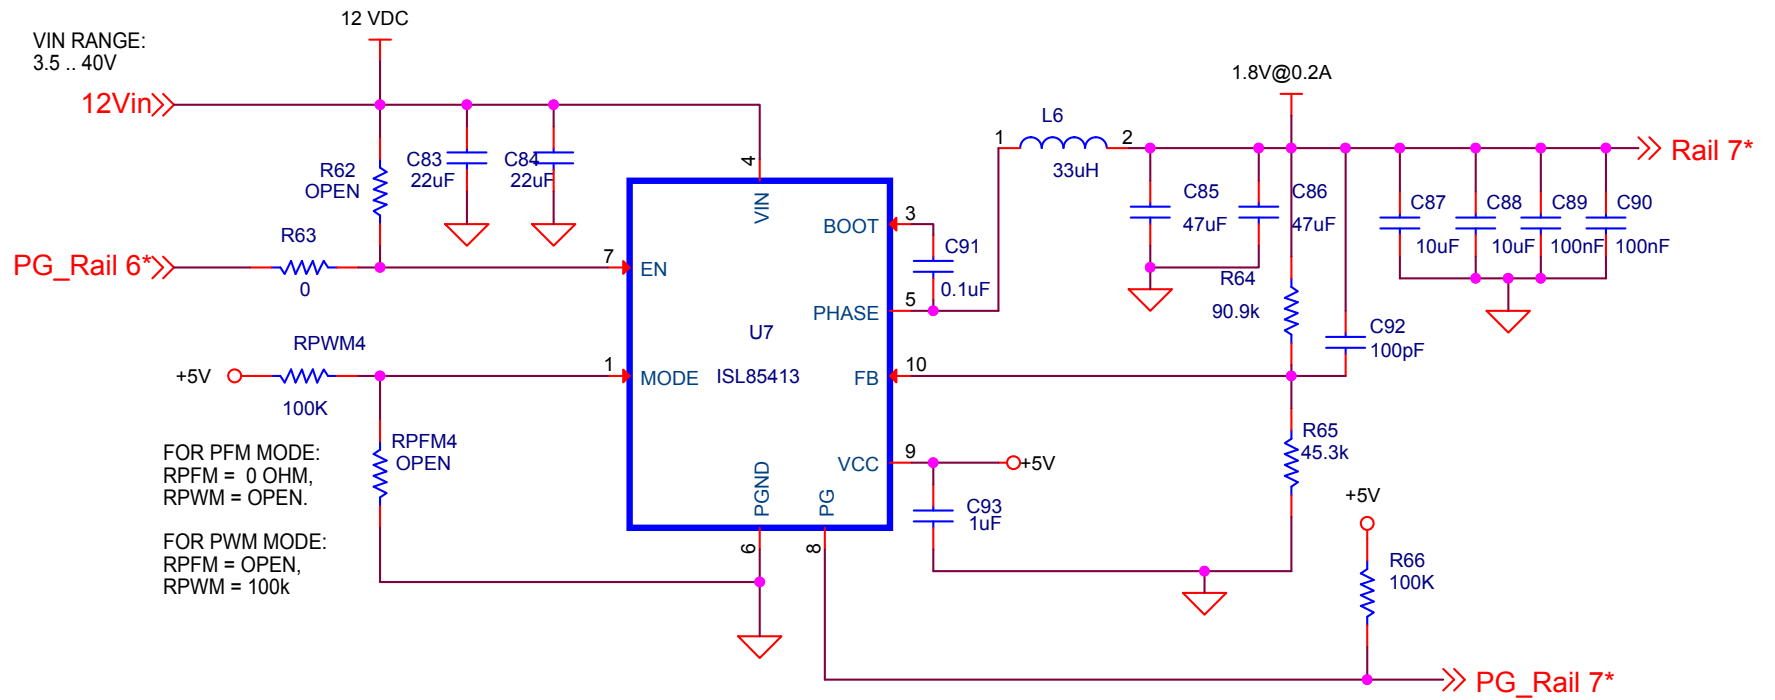 12 VDC
VIN RANGE:
3.5 .. 40V
12Vin
1.8V@0.2A
L6
1
2
33uH
Rail 7*
R62
OPEN
C83
22uF
C84
22uF
4
VIN
C85
47uF
C86
47uF
C87
10uF
C88
10uF
C89
100nF
C90
100nF
BOOT
3
C91
0.1uF
R63
0
PG_Rail 6*
7
EN
PHASE
5
R64
90.9k
C92
100pF
U7
ISL85413
RPWM4
100K
+5V
1
MODE
FB
10
RPFM4
OPEN
R65
45.3k
FOR PFM MODE:
RPFM =  0 OHM,
RPWM = OPEN.
VCC
9
+5V
C93
1uF
PGND
PG
6
8
FOR PWM MODE:
RPFM = OPEN,
RPWM = 100k
+5V
R66
100K
PG_Rail 7*